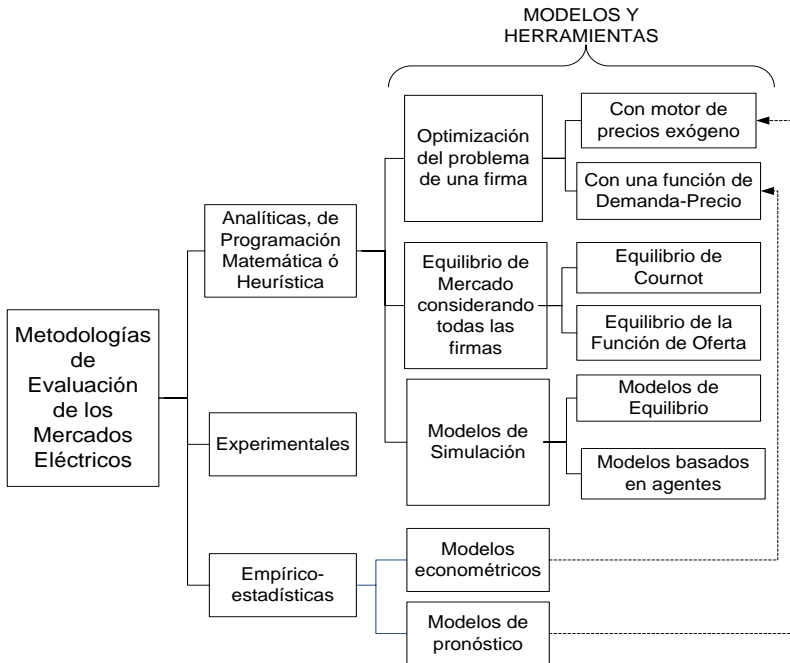 MODELOS Y
HERRAMIENTAS
Metodologías
de
Evaluación
de los
Mercados
Eléctricos
Analíticas, de
Programación
Matemática ó
Heurística
Optimización
del problema
de una firma
Con motor de
precios exógeno
Con una función de
Demanda-Precio
Equilibrio de
Mercado
considerando
todas las
firmas
Equilibrio de
Cournot
Equilibrio de la
Función de Oferta
Modelos de
Simulación
Modelos de
Equilibrio
Modelos basados
en agentes
Experimentales
Empírico-
estadísticas
Modelos
econométricos
Modelos de
pronóstico